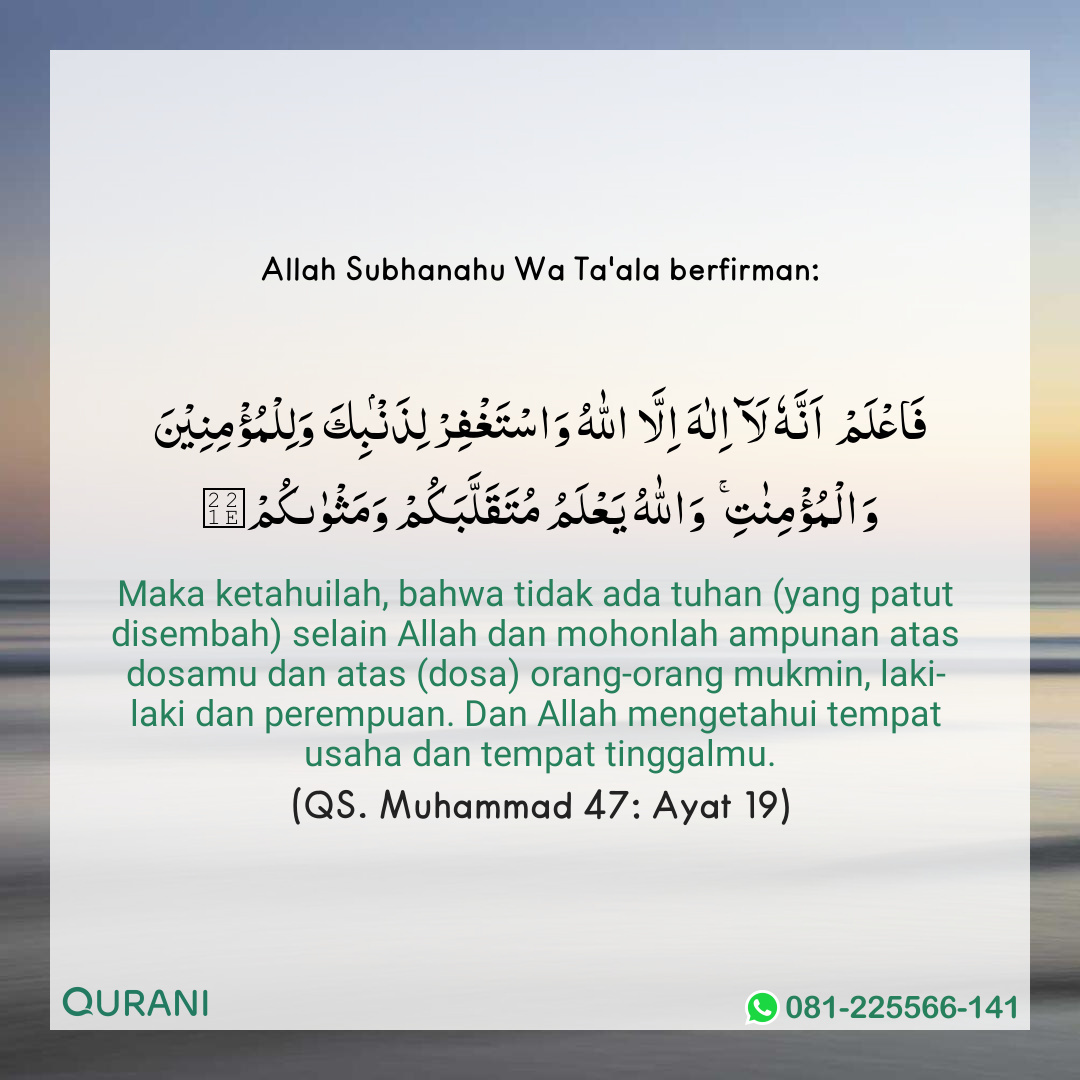 Allah Subhanahu Wa Ta'ala berfirman:
فَاعْلَمْ اَنَّهٗ لَاۤ اِلٰهَ اِلَّا اللّٰهُ وَاسْتَغْفِرْ لِذَنْۢبِكَ وَلِلْمُؤْمِنِيْنَ
وَالْمُؤْمِنٰتِ ۚ وَاللّٰهُ يَعْلَمُ مُتَقَلَّبَكُمْ وَمَثْوٰٮكُمْ
Maka ketahuilah, bahwa tidak ada tuhan (yang patut
disembah) selain Allah dan mohonlah ampunan atas
dosamu dan atas (dosa) orang-orang mukmin, laki-
laki dan perempuan. Dan Allah mengetahui tempat
usaha dan tempat tinggalmu.
(QS. Muhammad 47: Ayat 19)
QURANI
081-225566-141